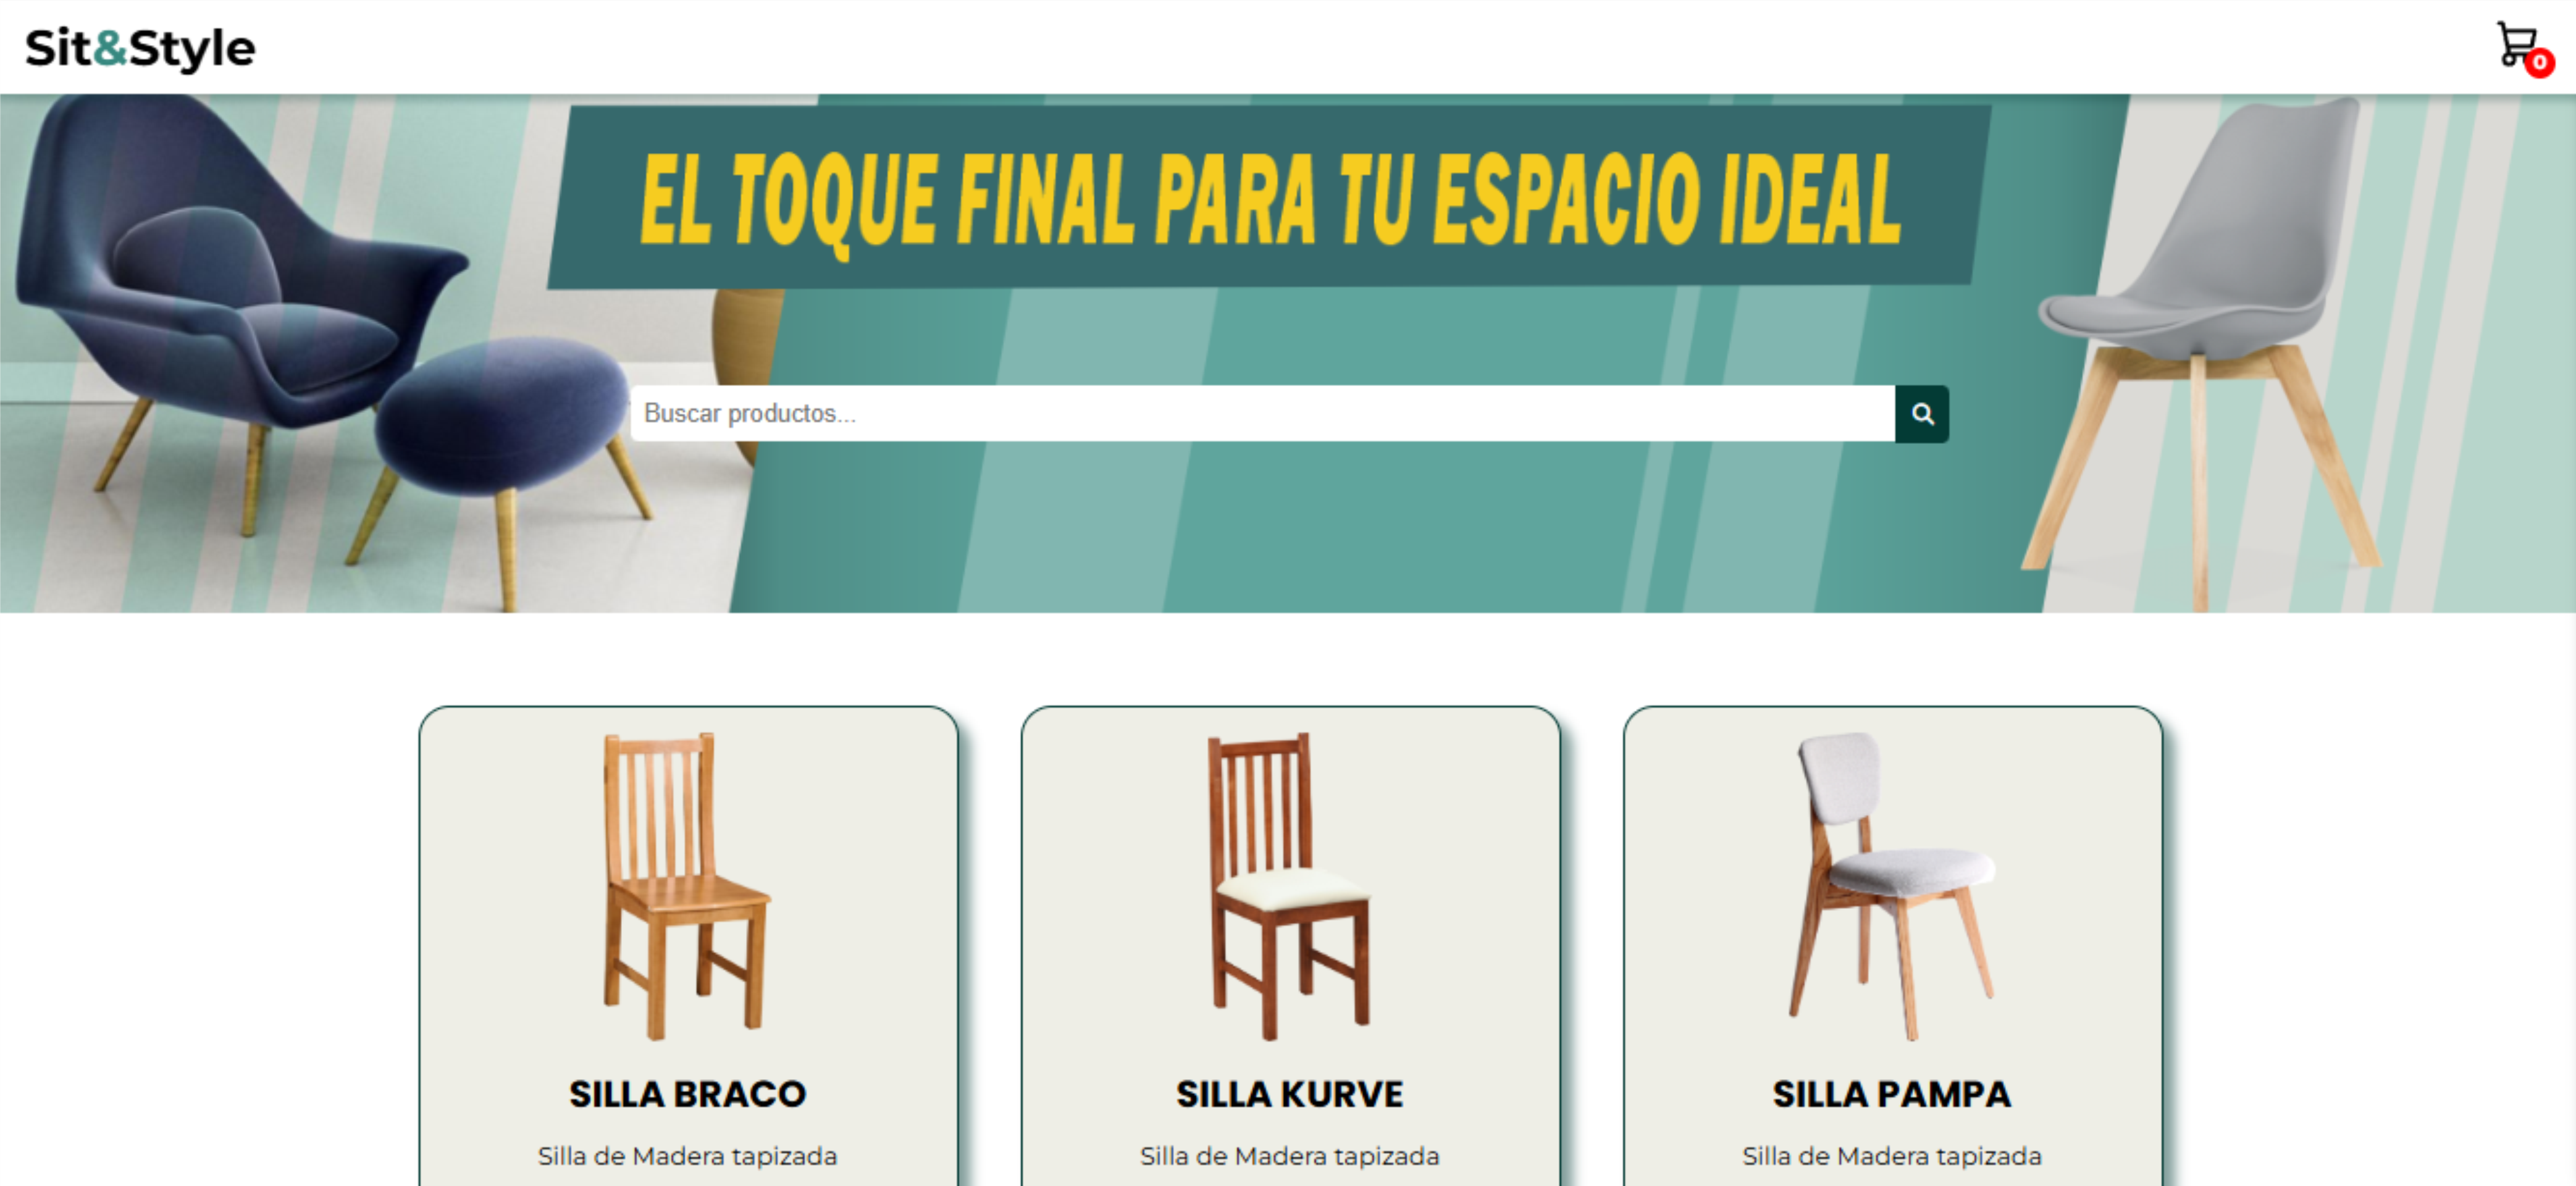 Sit&Style
0
EL TOQUE FINAL PARA TU ESPACIO IDEAL
Buscar productos...
SILLA BRACO
Silla de Madera tapizada
SILLA KURVE
Silla de Madera tapizada
SILLA PAMPA
Silla de Madera tapizada